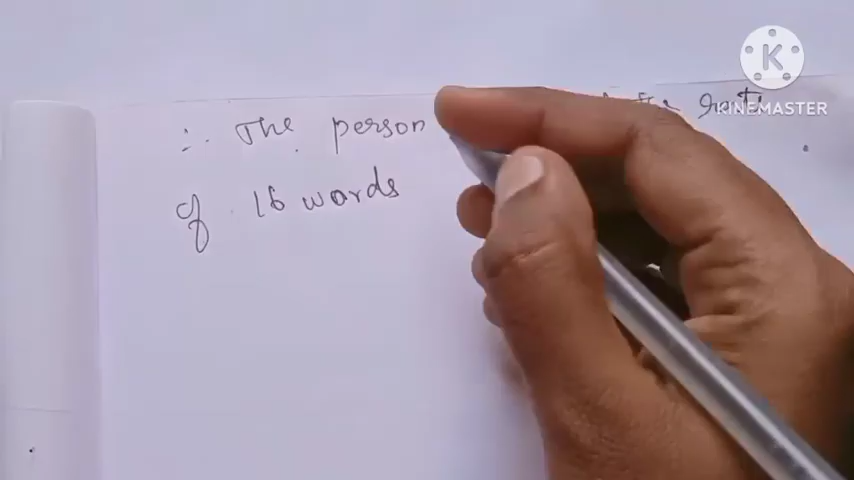 K
KINEMASTER
∴ The person
of 16 words